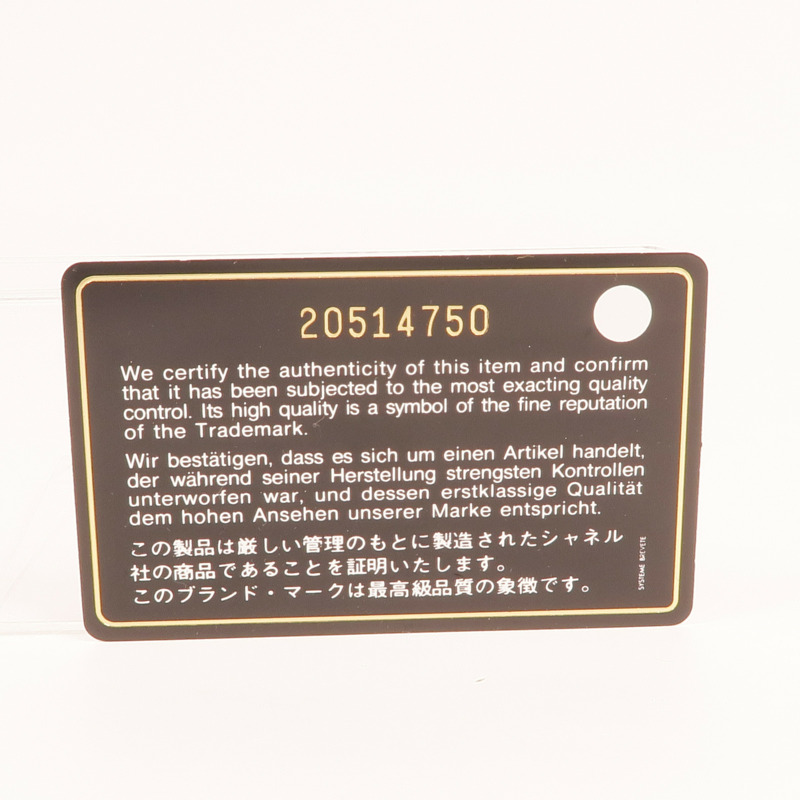 20514750
We certify the authenticity of this item and confirm
that it has been subjected to the most exacting quality
control. Its high quality is a symbol of the fine reputation
of the Trademark.
Wir bestätigen, dass es sich um einen Artikel handelt,
der während seiner Herstellung strengsten Kontrollen
unterworfen war, und dessen erstklassige Qualität
dem hohen Ansehen unserer Marke entspricht.
この製品は厳しい管理のもとに製造されたシャネル
社の商品であることを証明いたします。
このブランド・マークは最高級品質の象徴です。
SYSTEME BREVETE